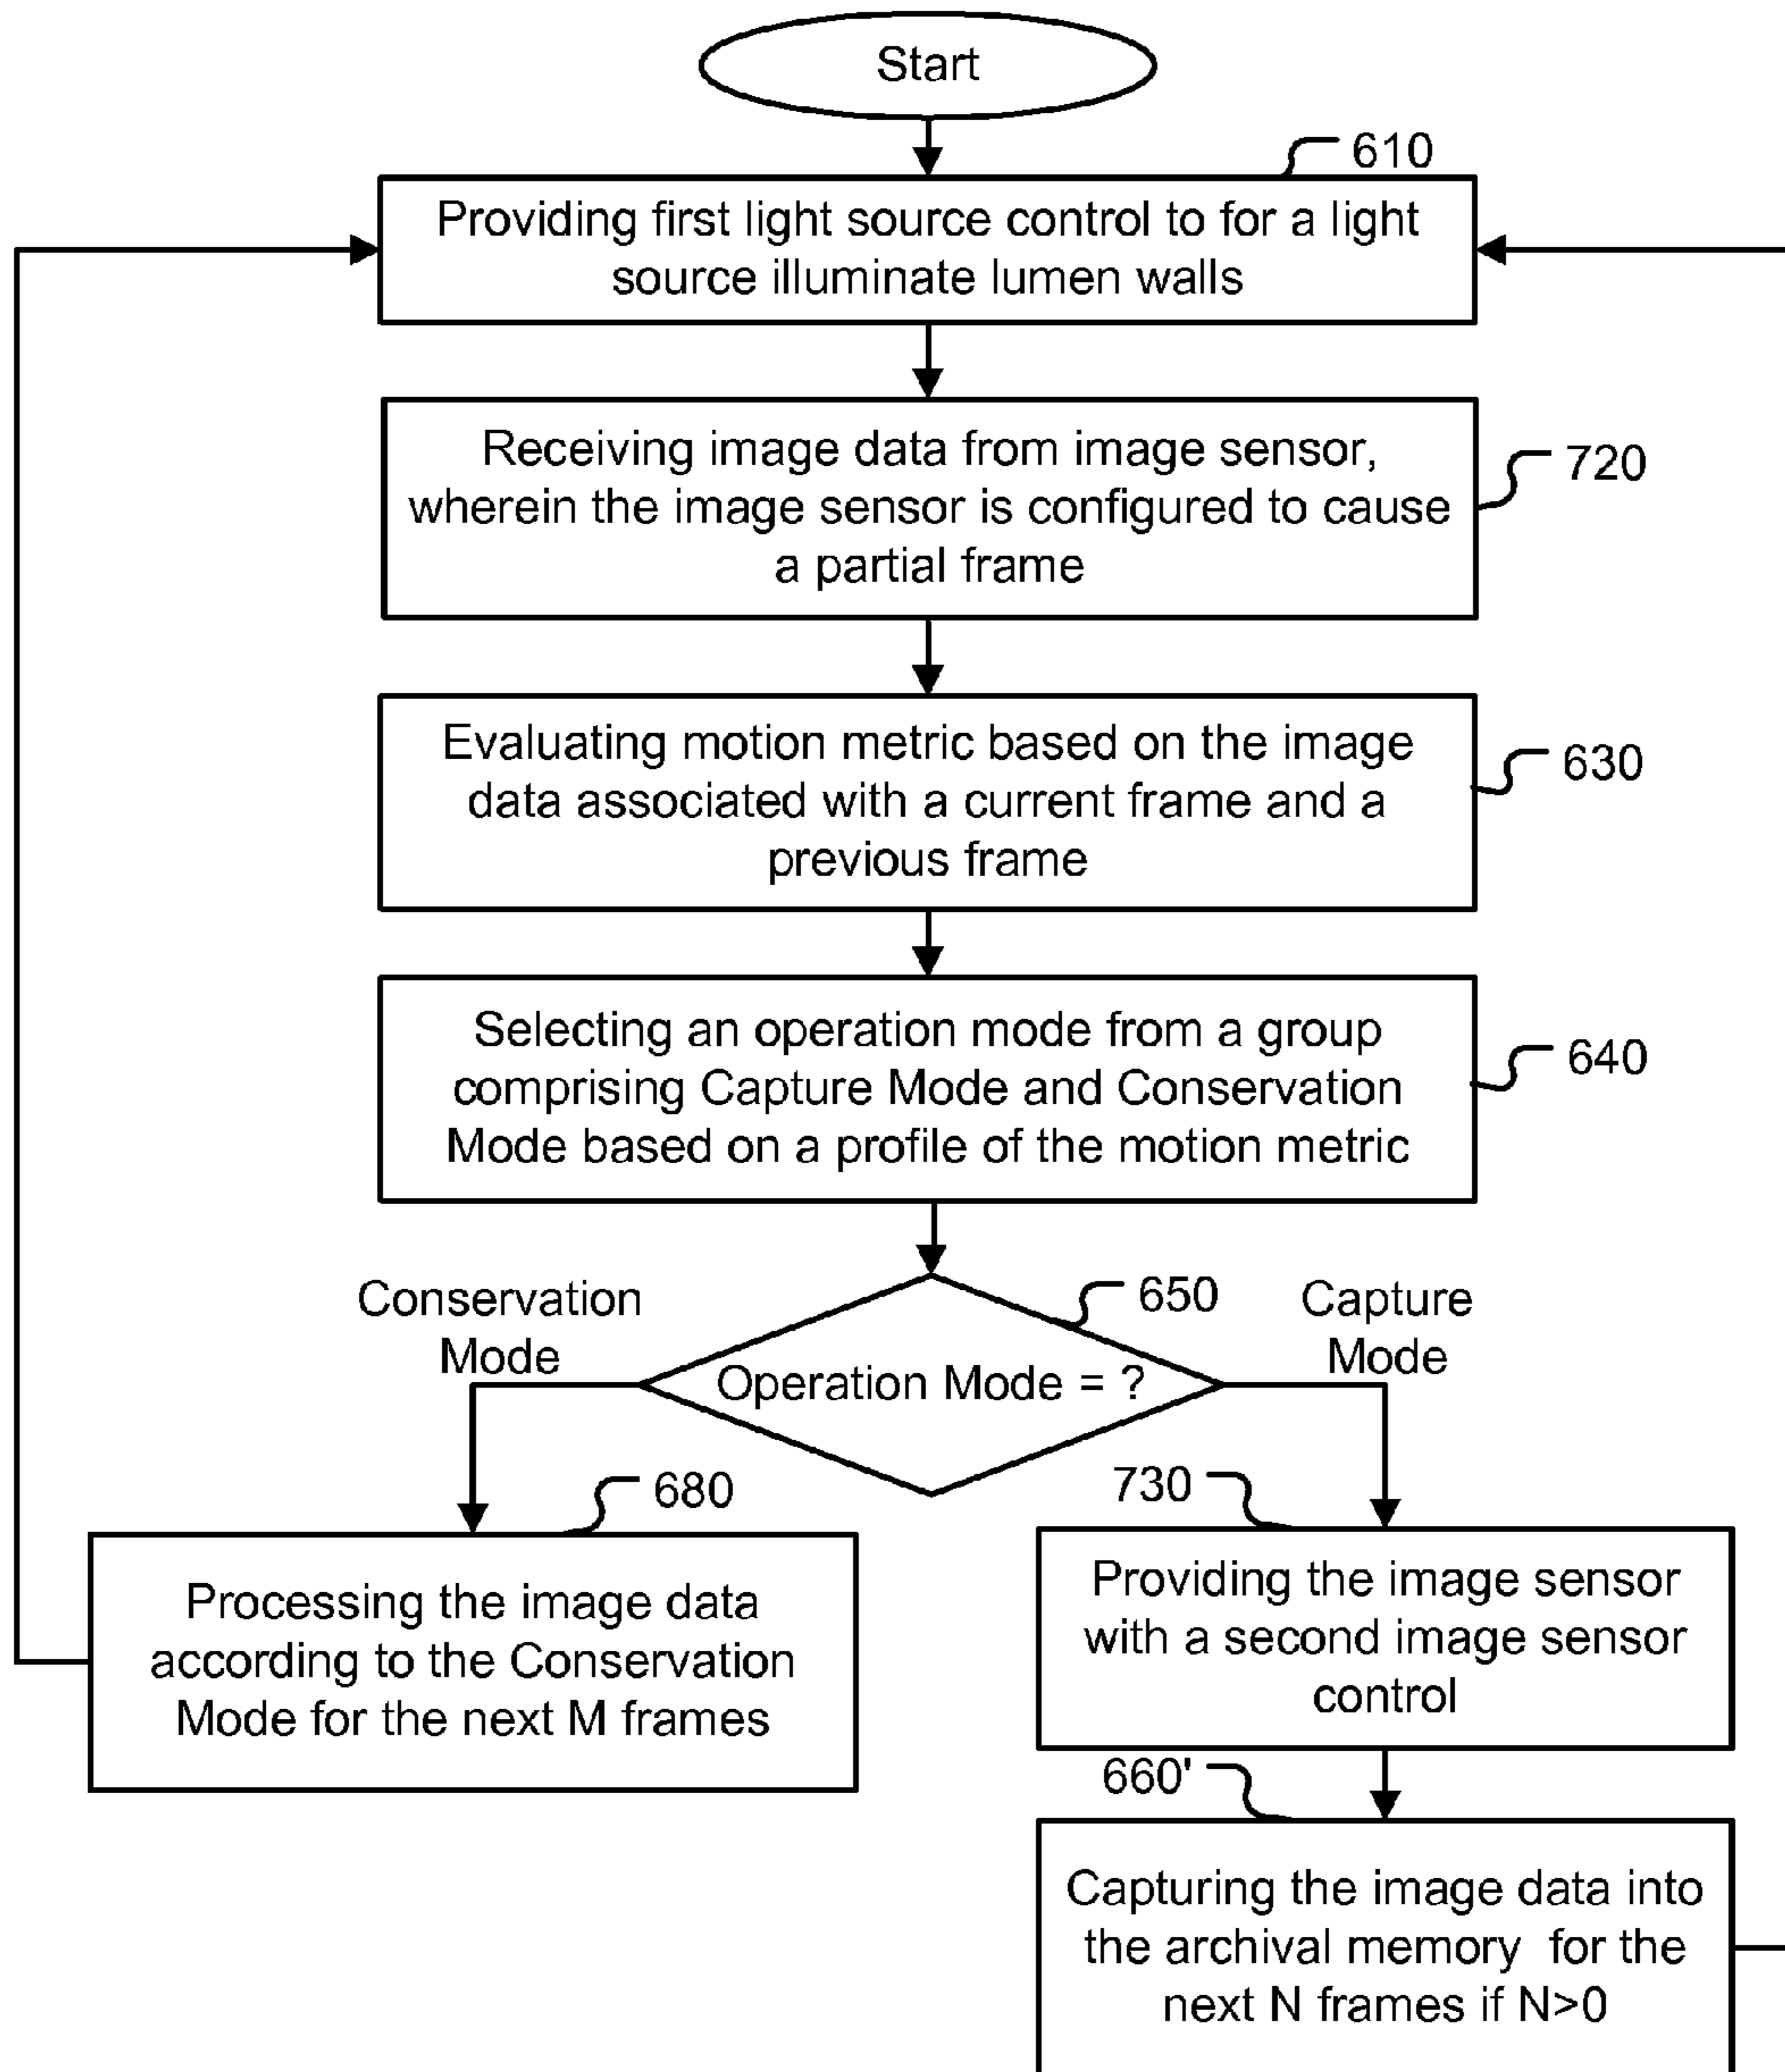 Start
610
Providing first light source control to for a light
source illuminate lumen walls
Receiving image data from image sensor,
wherein the image sensor is configured to cause
a partial frame
720
Evaluating motion metric based on the image
data associated with a current frame and a
previous frame
630
Selecting an operation mode from a group
comprising Capture Mode and Conservation
Mode based on a profile of the motion metric
640
Conservation
Mode
650
Capture
Mode
Operation Mode = ?
680
Processing the image data
according to the Conservation
Mode for the next M frames
730
Providing the image sensor
with a second image sensor
control
660'
Capturing the image data into
the archival memory for the
next N frames if N>0